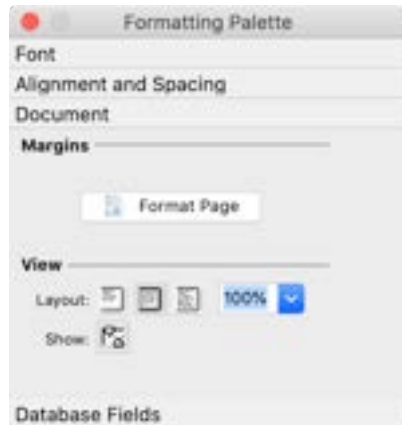 Formatting Palette
Font
Alignment and Spacing
Document
Margins
Format Page
View
Layout: 100%
Show:
Database Fields